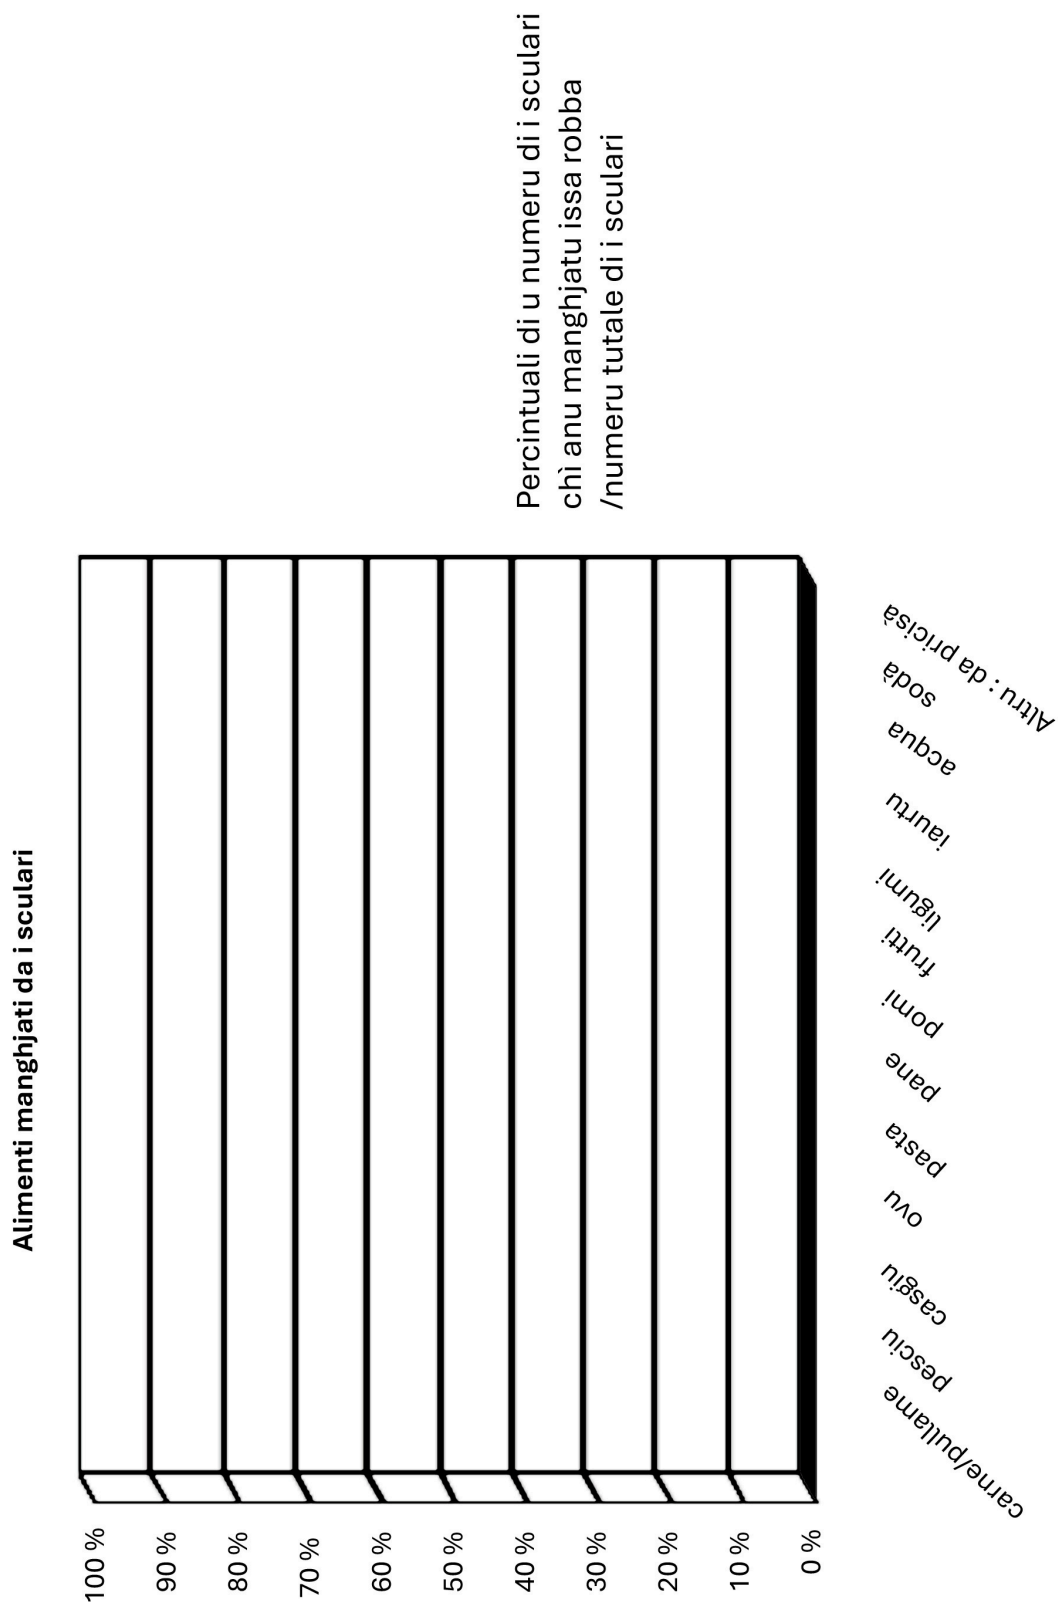 Alimenti manghjati da i sculari
100 %
90 %
80 %
70 %
60 %
50 %
40 %
30 %
20 %
10 %
0 %
carne/pullame
pesciu
casgiu
ovu
pasta
pane
pomi
frutti
ligumi
iaurtu
acqua
sodà
Altru : da pricisà
Percintuali di u numeru di i sculari
chì anu manghjatu issa robba
/numeru tutale di i sculari